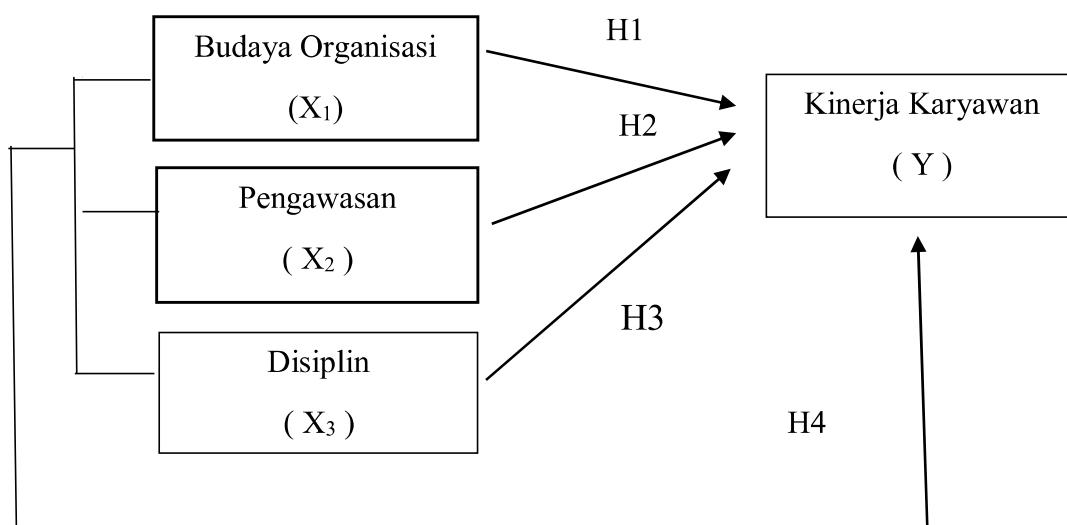 Budaya Organisasi
(X₁)
H1
Pengawasan
( X₂ )
H2
Disiplin
( X₃ )
H3
Kinerja Karyawan
( Y )
H4